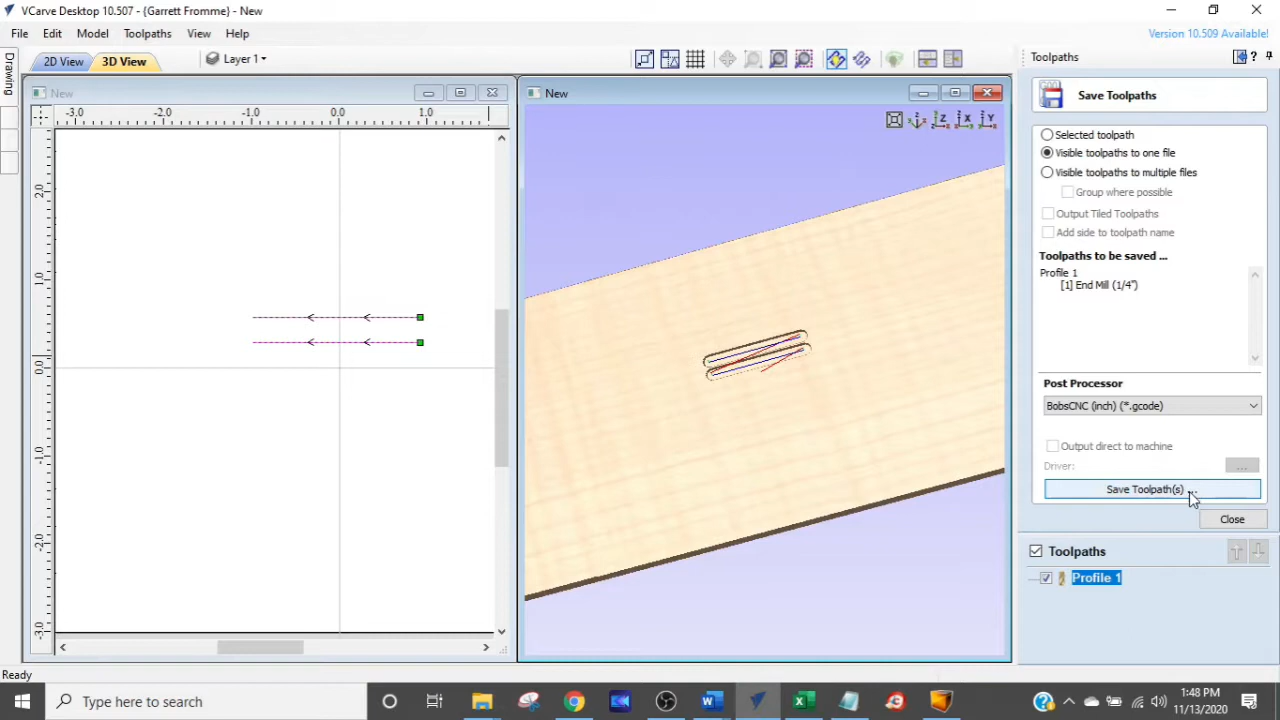 VCarve Desktop 10.507 - {Garrett Fromme} - New
File Edit Model Toolpaths View Help
Version 10.509 Available!
Drawing
2D View 3D View Layer 1
New
-3.0 -2.0 -1.0 0.0 1.0
2.0
1.0
0.0
-1.0
-2.0
-3.0
New
Z X Y
Toolpaths
?
Save Toolpaths
Selected toolpath
Visible toolpaths to one file
Visible toolpaths to multiple files
Group where possible
Output Tiled Toolpaths
Add side to toolpath name
Toolpaths to be saved ...
Profile 1
[1] End Mill (1/4")
Post Processor
BobsCNC (inch) (*.gcode)
Output direct to machine
Driver:
...
Save Toolpath(s) ...
Close
Toolpaths
Profile 1
Ready
Type here to search
1:48 PM
11/13/2020